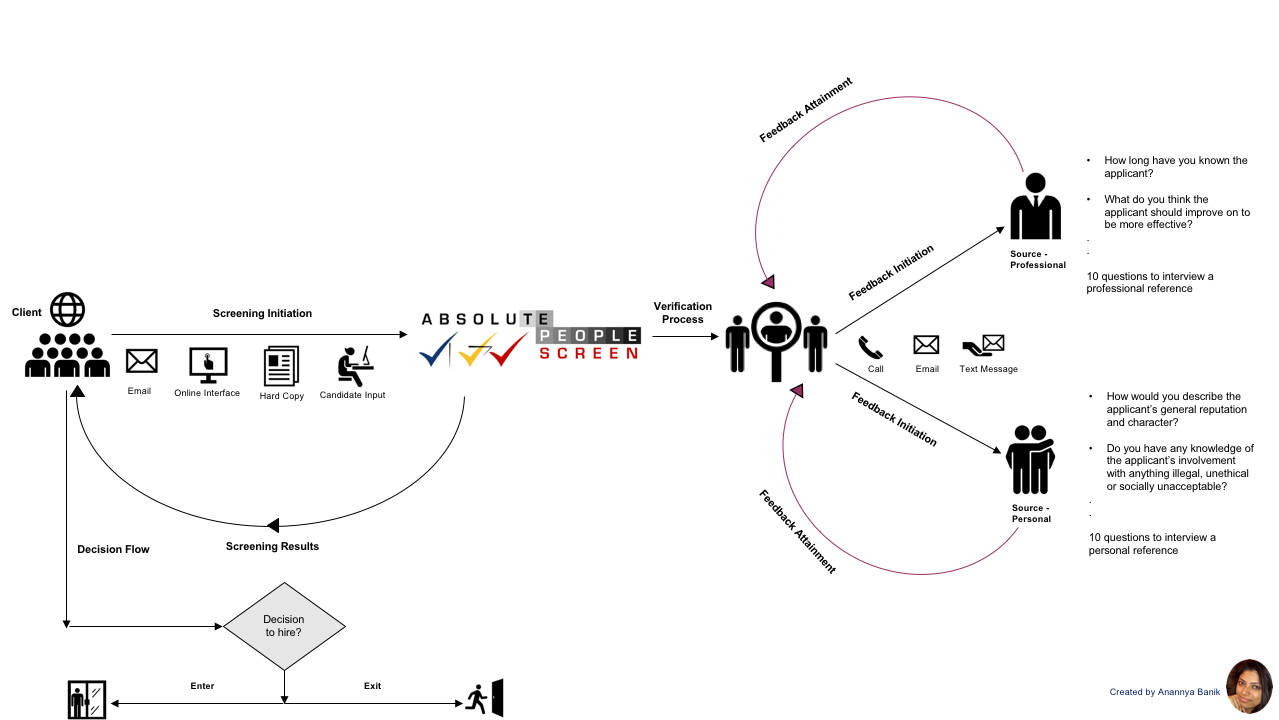 Feedback Attainment
• How long have you known the
applicant?
• What do you think the
applicant should improve on to
be more effective?
.
.
10 questions to interview a
professional reference
Source -
Professional
Feedback Initiation
Client
Screening Initiation
ABSOLUTE
PEOPLE
SCREEN
Verification
Process
Email
Online Interface
Hard Copy
Candidate Input
Call
Email
Text Message
Feedback Initiation
• How would you describe the
applicant's general reputation
and character?
• Do you have any knowledge of
the applicant's involvement
with anything illegal, unethical
or socially unacceptable?
.
.
10 questions to interview a
personal reference
Source -
Personal
Feedback Attainment
Decision Flow
Screening Results
Decision
to hire?
Enter
Exit
Created by Anannya Banik